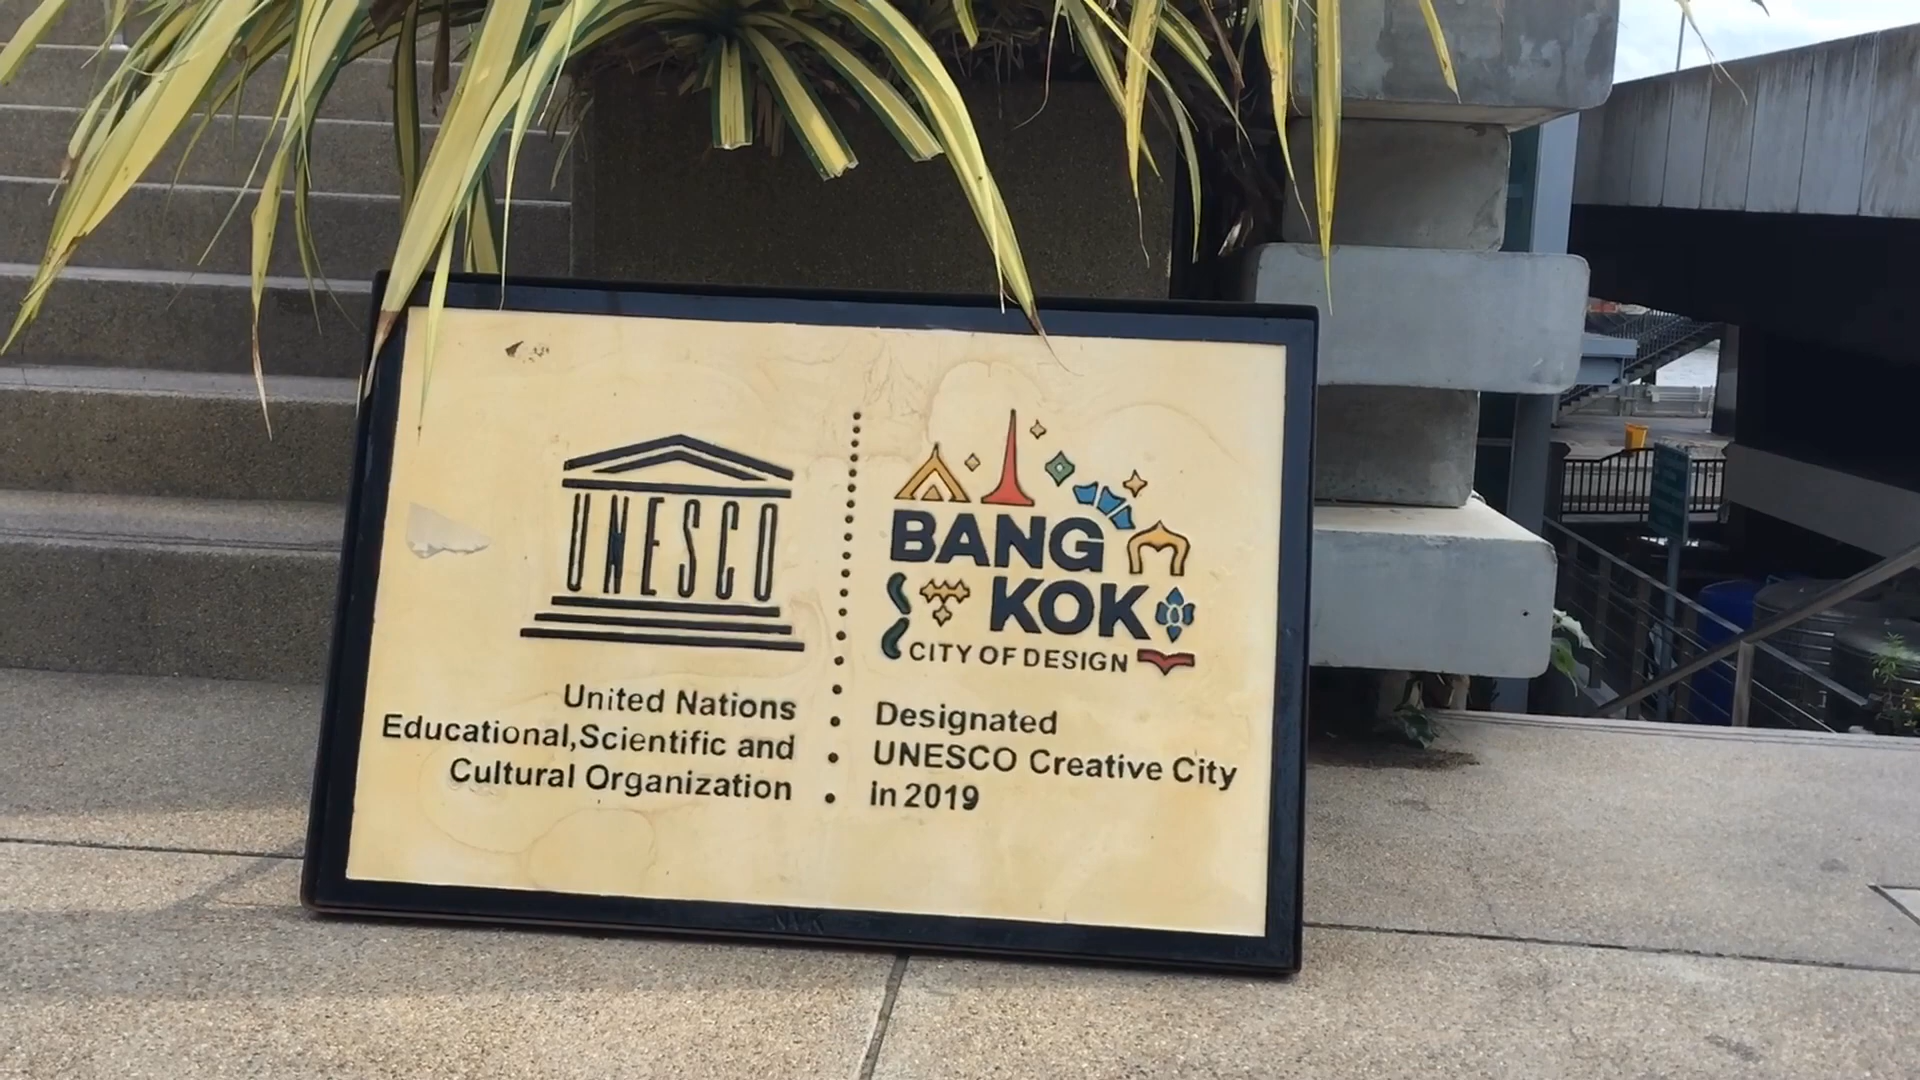 UNESCO
United Nations
Educational,Scientific and
Cultural Organization
BANG
KOK
CITY OF DESIGN
Designated
UNESCO Creative City
in 2019